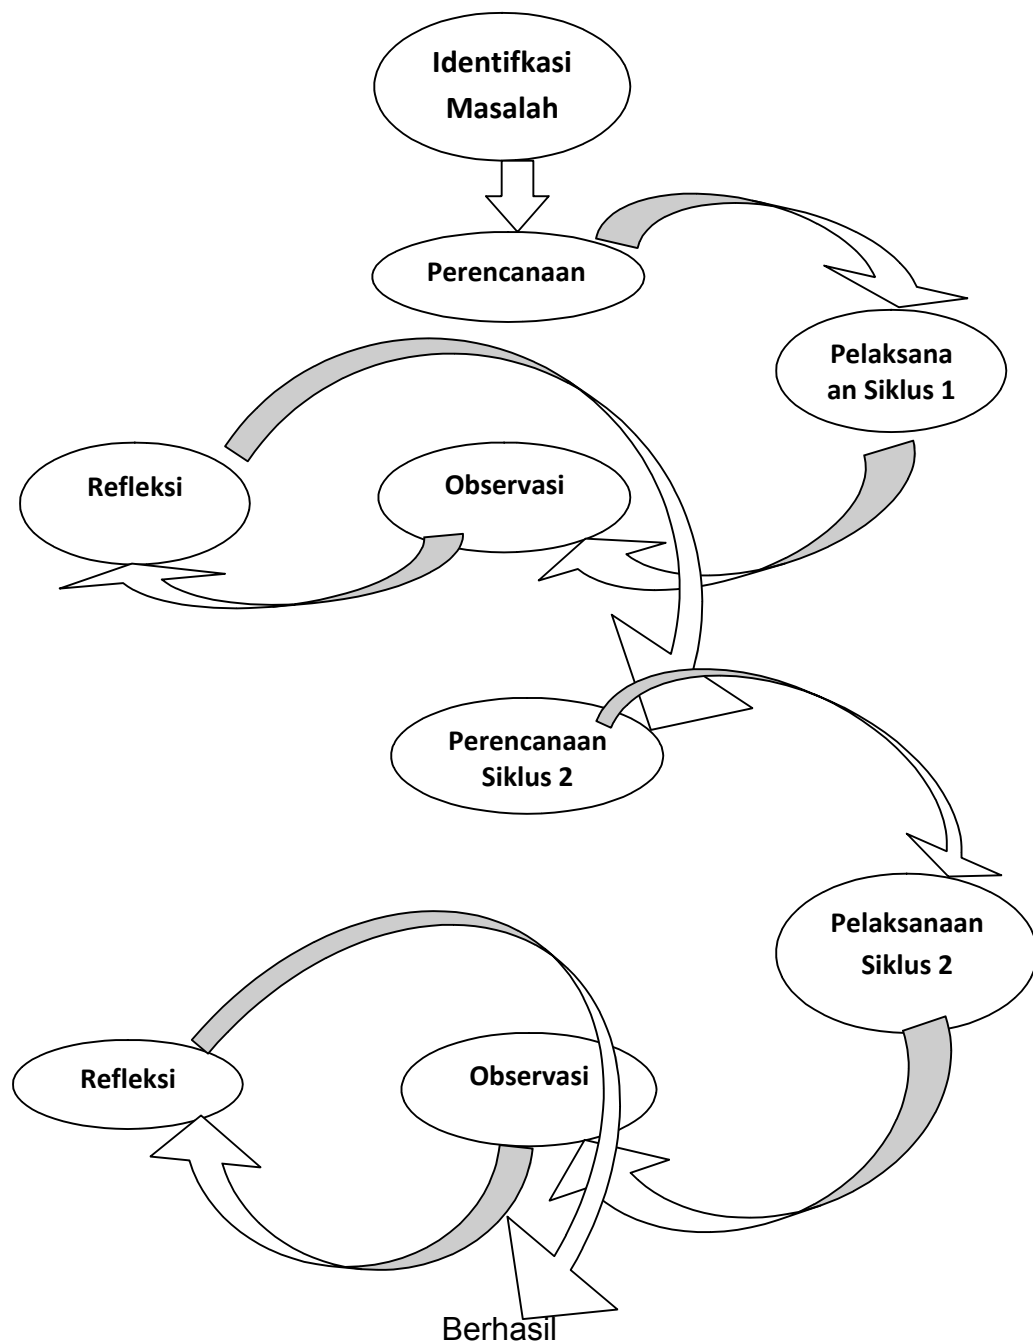 Identifkasi
Masalah
Perencanaan
Pelaksana
an Siklus 1
Observasi
Refleksi
Perencanaan
Siklus 2
Pelaksanaan
Siklus 2
Observasi
Refleksi
Berhasil